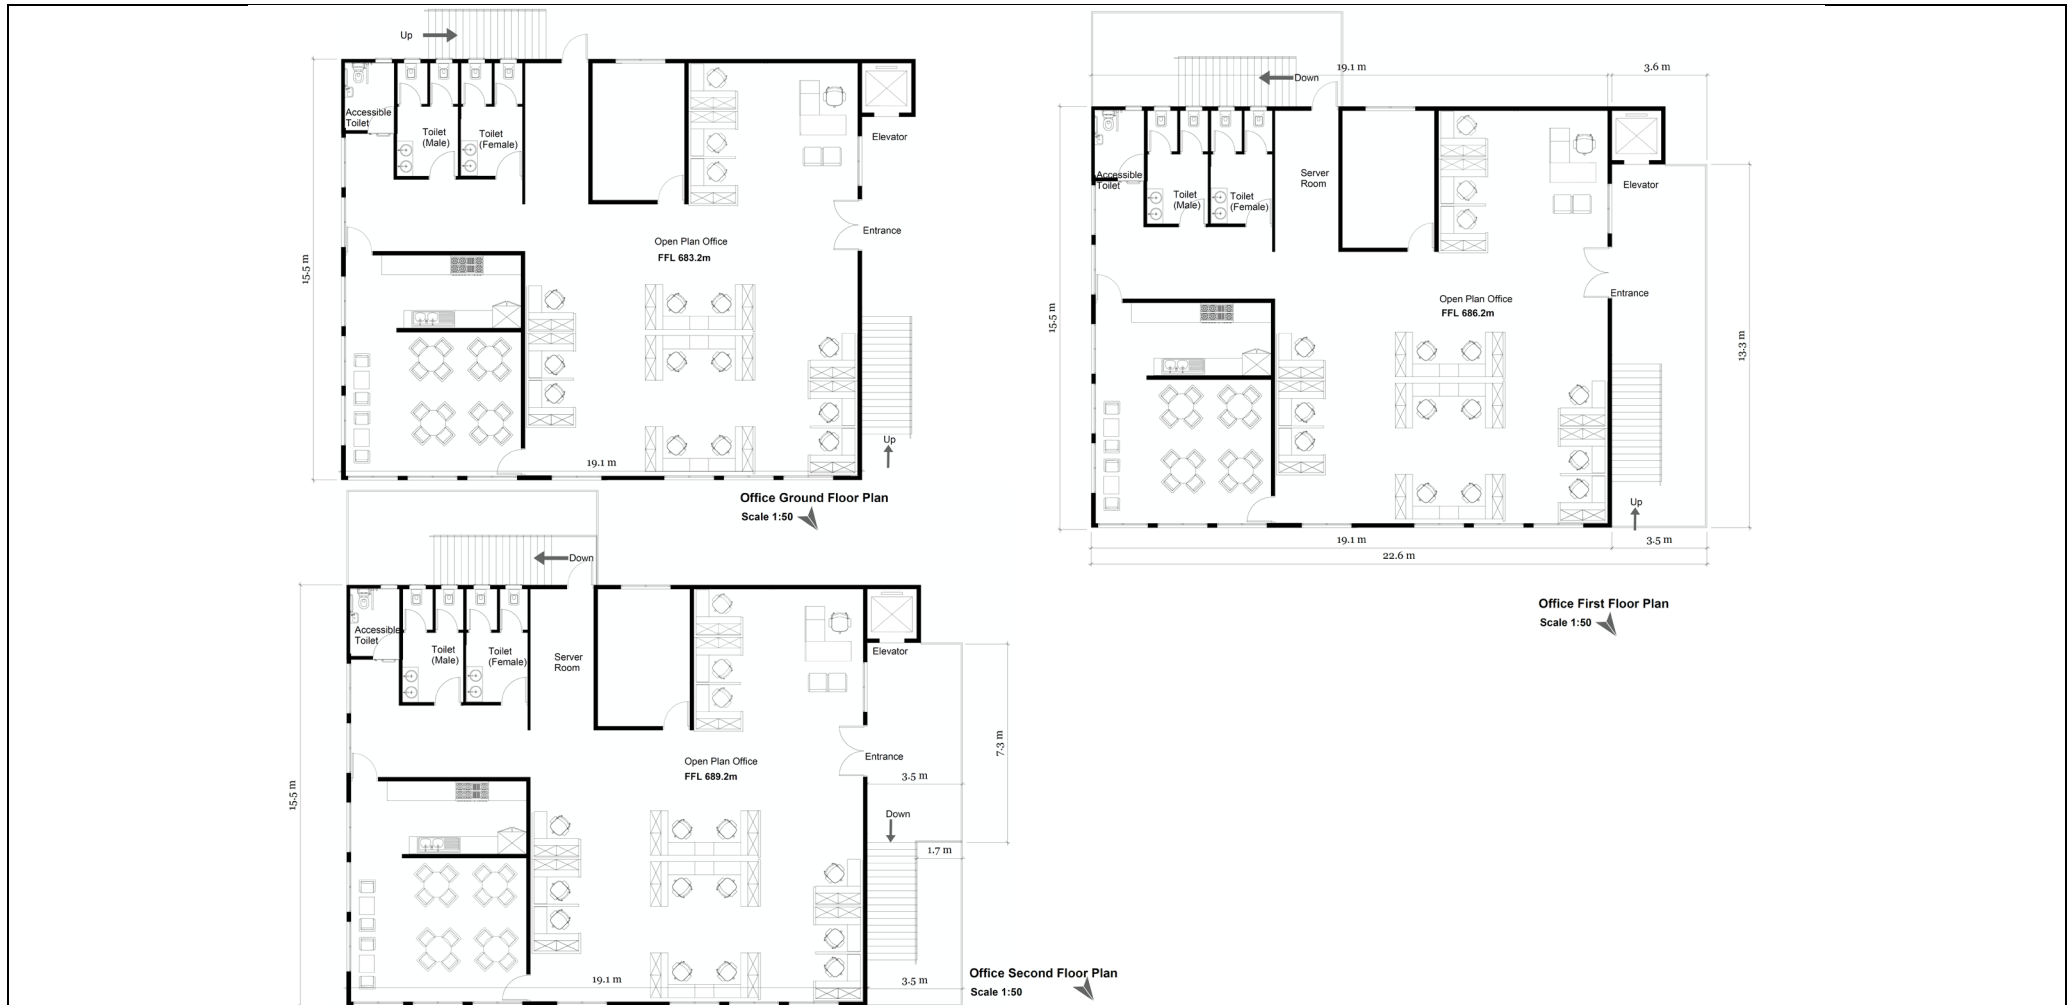 Up
Accessible
Toilet
Toilet
(Male)
Toilet
(Female)
Elevator
Entrance
Open Plan Office
FFL 683.2m
15.5 m
Up
19.1 m
Office Ground Floor Plan
Scale 1:50
19.1 m
3.6 m
Down
Accessible
Toilet
Toilet
(Male)
Toilet
(Female)
Server
Room
Elevator
Entrance
Open Plan Office
FFL 686.2m
15.5 m
13.3 m
Up
19.1 m
3.5 m
22.6 m
Office First Floor Plan
Scale 1:50
Down
Accessible
Toilet
Toilet
(Male)
Toilet
(Female)
Server
Room
Elevator
Entrance
Open Plan Office
FFL 689.2m
7.3 m
3.5 m
15.5 m
Down
1.7 m
19.1 m
3.5 m
Office Second Floor Plan
Scale 1:50